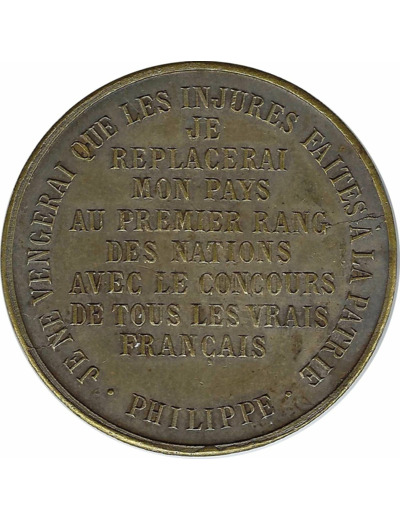 JE NE VENGERAI QUE LES INJURES FAITES À LA PATRIE
· PHILIPPE ·
JE
REPLACERAI
MON PAYS
AU PREMIER RANG
DES NATIONS
AVEC LE CONCOURS
DE TOUS LES VRAIS
FRANÇAIS